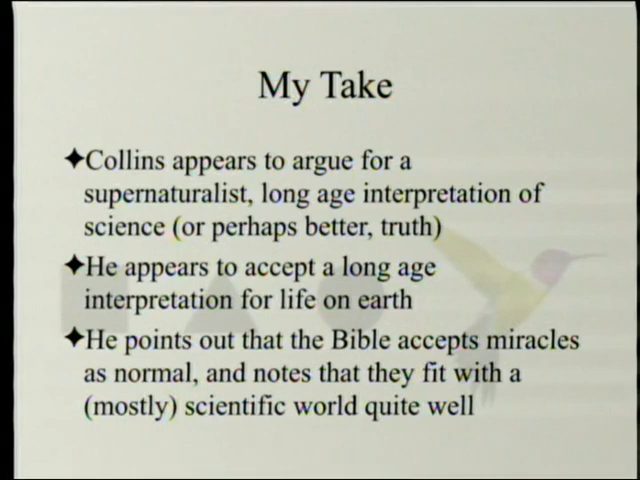 My Take
Collins appears to argue for a
supernaturalist, long age interpretation of
science (or perhaps better, truth)
He appears to accept a long age
interpretation for life on earth
He points out that the Bible accepts miracles
as normal, and notes that they fit with a
(mostly) scientific world quite well